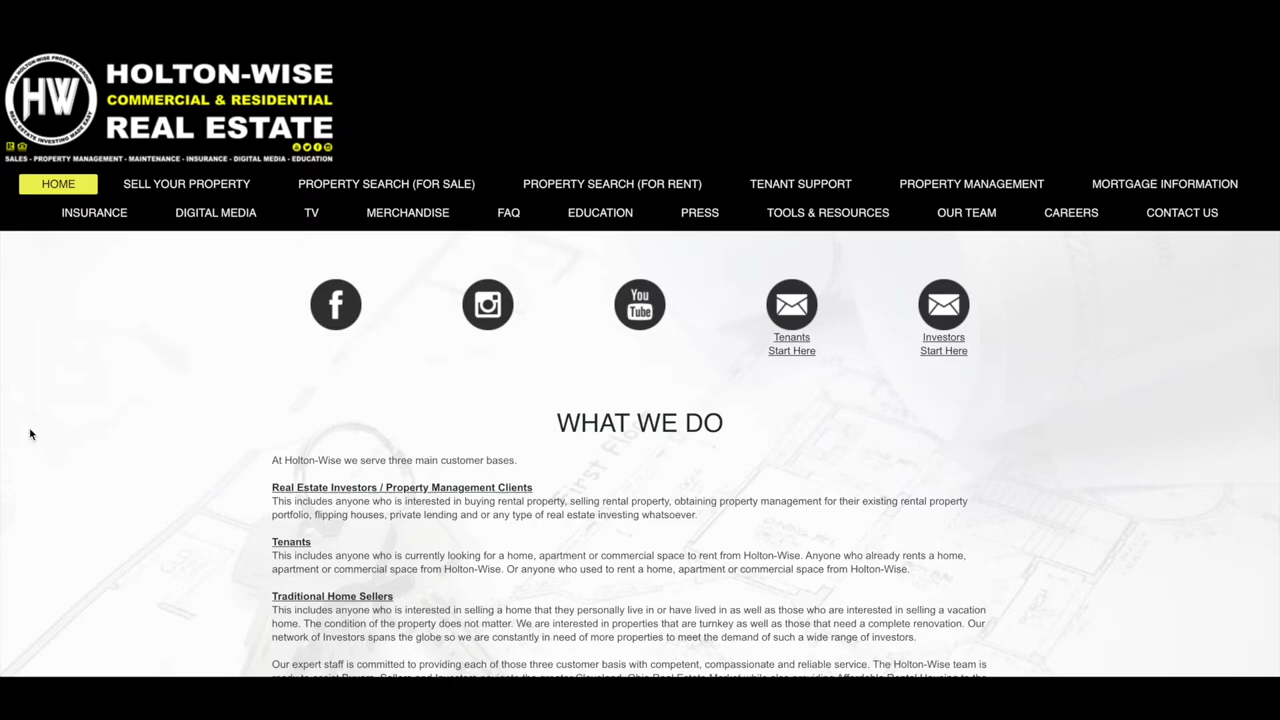 HOLTON-WISE
COMMERCIAL & RESIDENTIAL
REAL ESTATE
SALES - PROPERTY MANAGEMENT - MAINTENANCE - INSURANCE - DIGITAL MEDIA - EDUCATION
HW
HOME SELL YOUR PROPERTY PROPERTY SEARCH (FOR SALE) PROPERTY SEARCH (FOR RENT) TENANT SUPPORT PROPERTY MANAGEMENT MORTGAGE INFORMATION
INSURANCE DIGITAL MEDIA TV MERCHANDISE FAQ EDUCATION PRESS TOOLS & RESOURCES OUR TEAM CAREERS CONTACT US
You
Tube
Tenants
Start Here
Investors
Start Here
WHAT WE DO
At Holton-Wise we serve three main customer bases.
Real Estate Investors / Property Management Clients
This includes anyone who is interested in buying rental property, selling rental property, obtaining property management for their existing rental property
portfolio, flipping houses, private lending and or any type of real estate investing whatsoever.
Tenants
This includes anyone who is currently looking for a home, apartment or commercial space to rent from Holton-Wise. Anyone who already rents a home,
apartment or commercial space from Holton-Wise. Or anyone who used to rent a home, apartment or commercial space from Holton-Wise.
Traditional Home Sellers
This includes anyone who is interested in selling a home that they personally live in or have lived in as well as those who are interested in selling a vacation
home. The condition of the property does not matter. We are interested in properties that are turnkey as well as those that need a complete renovation. Our
network of Investors spans the globe so we are constantly in need of more properties to meet the demand of such a wide range of investors.
Our expert staff is committed to providing each of those three customer basis with competent, compassionate and reliable service. The Holton-Wise team is